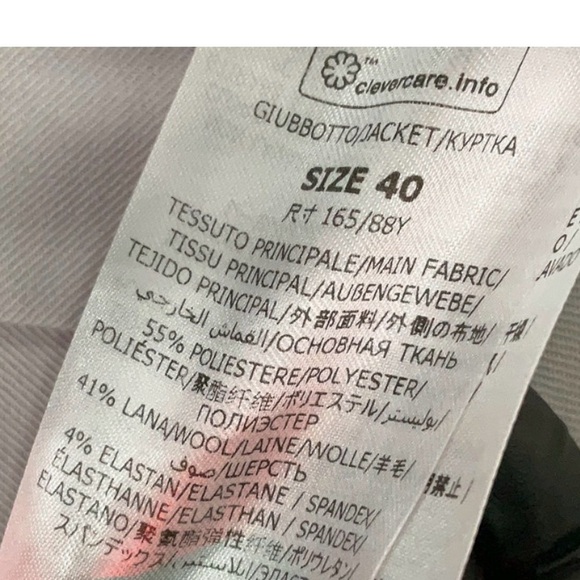 ™ clevercare.info
GIUBBOTTO/JACKET/КУРТКА
SIZE 40
尺寸 165/88Y
TESSUTO PRINCIPALE/MAIN FABRIC/
TISSU PRINCIPAL/AUßENGEWEBE/
TEJIDO PRINCIPAL/外部面料/外側の布地/
القماش الخارجي/ОСНОВНАЯ ТКАНЬ
55% POLIESTERE/POLYESTER/
POLIÉSTER/聚酯纤维/ポリエステル/بوليستر/
ПОЛИЭСТЕР
41% LANA/WOOL/LAINE/WOLLE/羊毛/
صوف/ШЕРСТЬ
4% ELASTAN/ELASTANE / SPANDEX/
ÉLASTHANNE/ELASTHAN / SPANDEX/
ELASTANO/聚氨酯弹性纤维/ポリウレタン/
スパンデックス/
禁止/